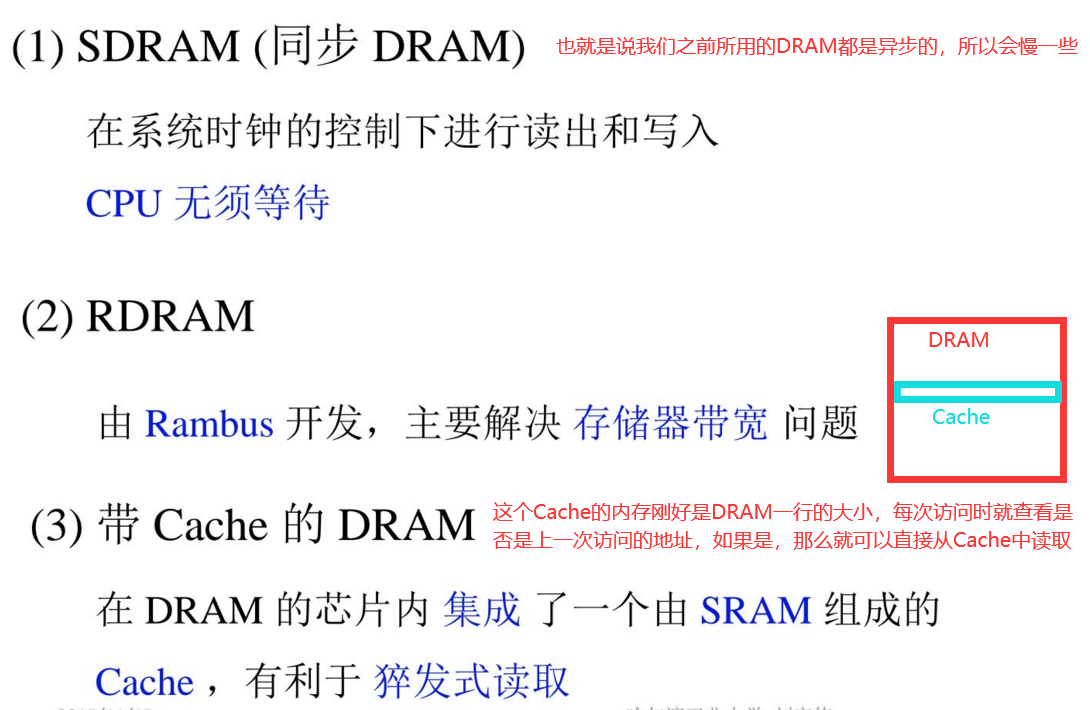 (1) SDRAM (同步 DRAM)
也就是说我们之前所用的DRAM都是异步的，所以会慢一些
在系统时钟的控制下进行读出和写入
CPU 无须等待
(2) RDRAM
DRAM
由 Rambus 开发，主要解决 存储器带宽 问题
Cache
(3) 带 Cache 的 DRAM
这个Cache的内存刚好是DRAM一行的大小，每次访问时就查看是
否是上一次访问的地址，如果是，那么就可以直接从Cache中读取
在 DRAM 的芯片内 集成 了一个由 SRAM 组成的
Cache ，有利于 猝发式读取